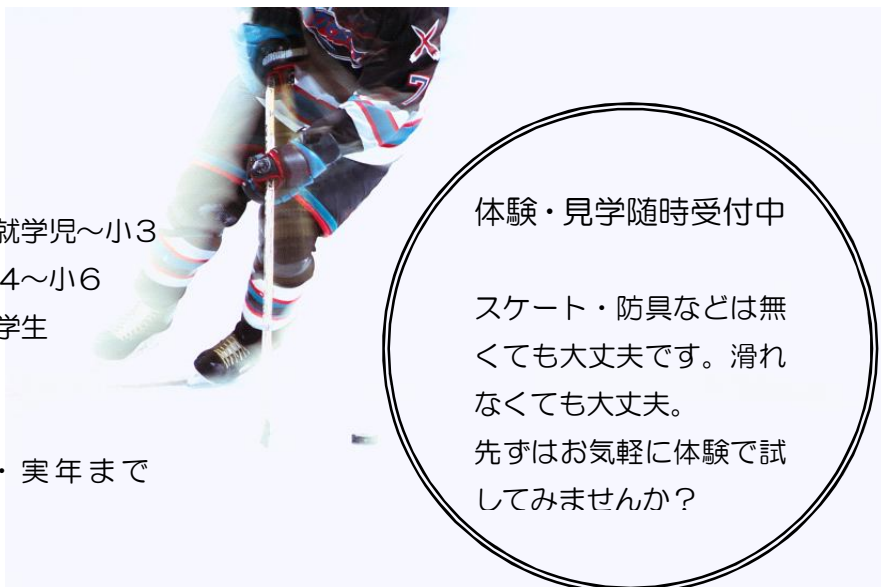 就学児～小３
４～小６
学生
・実年まで
体験・見学随時受付中
スケート・防具などは無
くても大丈夫です。滑れ
なくても大丈夫。
先ずはお気軽に体験で試
してみませんか？
X
7